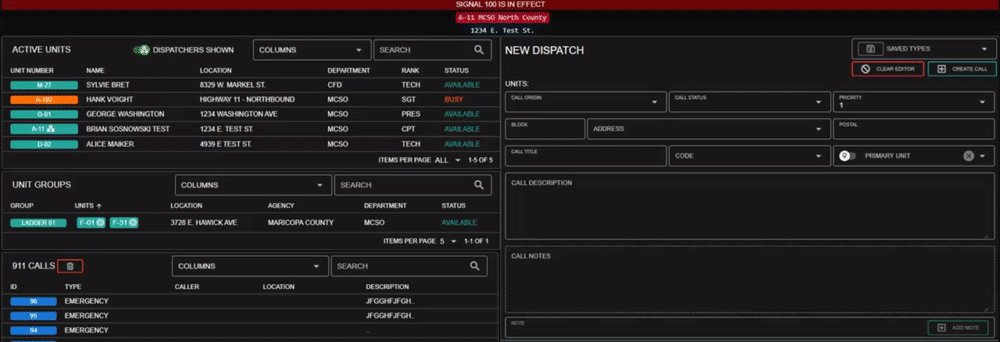 SIGNAL 100 IS IN EFFECT
A-11 MCSO North County
1234 E. Test St.
ACTIVE UNITS
DISPATCHERS SHOWN
COLUMNS
SEARCH
UNIT NUMBER NAME LOCATION DEPARTMENT RANK STATUS
M-27 SYLVIE BRET 8329 W. MARKEL ST. CFD TECH AVAILABLE
A-102 HANK VOIGHT HIGHWAY 11 - NORTHBOUND MCSO SGT BUSY
G-01 GEORGE WASHINGTON 1234 WASHINGTON AVE MCSO PRES AVAILABLE
A-11 BRIAN SOSNOWSKI TEST 1234 E. TEST ST. MCSO CPT AVAILABLE
D-02 ALICE MAIKER 4939 E TEST ST. MCSO TECH AVAILABLE
ITEMS PER PAGE ALL 1-5 OF 5
UNIT GROUPS
COLUMNS
SEARCH
GROUP UNITS LOCATION AGENCY DEPARTMENT STATUS
LADDER 61 F-01 F-31 3728 E. HAWICK AVE MARICOPA COUNTY MCSO AVAILABLE
ITEMS PER PAGE 5 1-1 OF 1
911 CALLS
COLUMNS
SEARCH
ID TYPE CALLER LOCATION DESCRIPTION
96 EMERGENCY JFGGHFJFGH..
95 EMERGENCY JFGGHFJFGH..
94 EMERGENCY ..
NEW DISPATCH
SAVED TYPES
CLEAR EDITOR
CREATE CALL
UNITS:
CALL ORIGIN
CALL STATUS
PRIORITY
1
BLOCK
ADDRESS
POSTAL
CALL TITLE
CODE
PRIMARY UNIT
CALL DESCRIPTION
CALL NOTES
NOTE
ADD NOTE